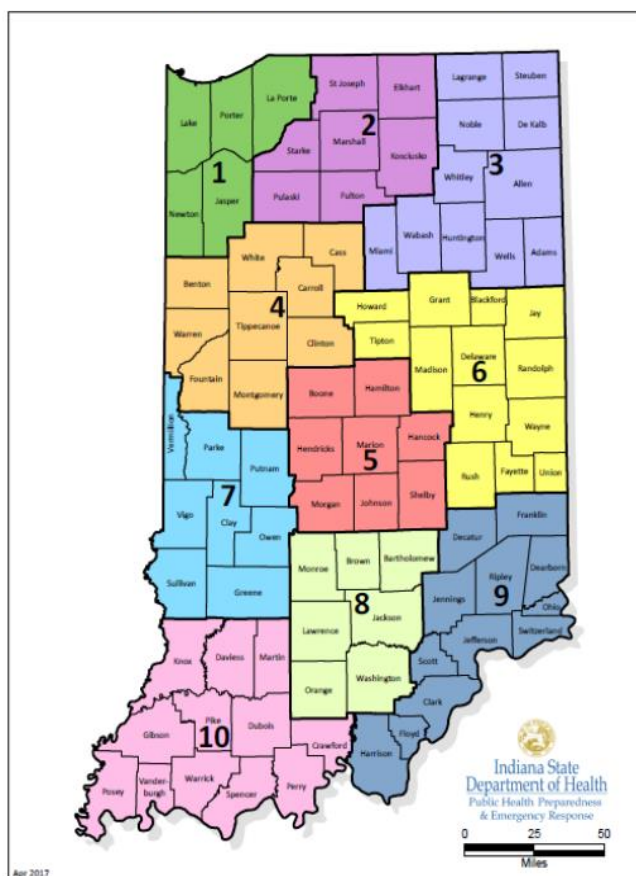 St Joseph
Elkhart
Lagrange
Steuben
La Porte
Lake
Porter
2
Noble
De Kalb
Marshall
Starke
Kosciusko
3
1
Whitley
Allen
Newton
Jasper
Pulaski
Fulton
Miami
Wabash
Huntington
Wells
Adams
White
Cass
Benton
Carroll
4
Howard
Grant
Blackford
Jay
Warren
Tippecanoe
Clinton
Tipton
Madison
Delaware
6
Randolph
Fountain
Montgomery
Boone
Hamilton
Henry
Wayne
Vermillion
Parke
Putnam
Hendricks
Marion
5
Hancock
Rush
Fayette
Union
7
Vigo
Clay
Owen
Morgan
Johnson
Shelby
Franklin
Decatur
Sullivan
Greene
Monroe
Brown
Bartholomew
Ripley
Dearborn
Jennings
9
8
Jackson
Ohio
Lawrence
Jefferson
Switzerland
Knox
Daviess
Martin
Scott
Orange
Washington
Clark
Gibson
Pike
10
Dubois
Crawford
Floyd
Harrison
Posey
Vander-
burgh
Warrick
Spencer
Perry
Indiana State
Department of Health
Public Health Preparedness
& Emergency Response
0 25 50
Miles
Apr 2017